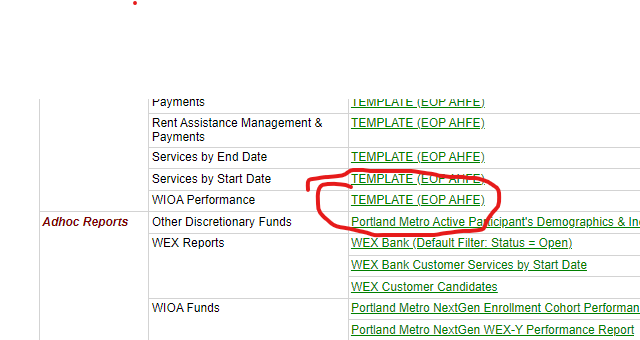 Payments TEMPLATE (EOP AHFE)
Rent Assistance Management & TEMPLATE (EOP AHFE)
Payments
Services by End Date TEMPLATE (EOP AHFE)
Services by Start Date TEMPLATE (EOP AHFE)
WIOA Performance TEMPLATE (EOP AHFE)
Adhoc Reports Other Discretionary Funds Portland Metro Active Participant's Demographics &
WEX Reports WEX Bank (Default Filter: Status = Open)
WEX Bank Customer Services by Start Date
WEX Customer Candidates
WIOA Funds Portland Metro NextGen Enrollment Cohort Performan
Portland Metro NextGen WEX-Y Performance Report